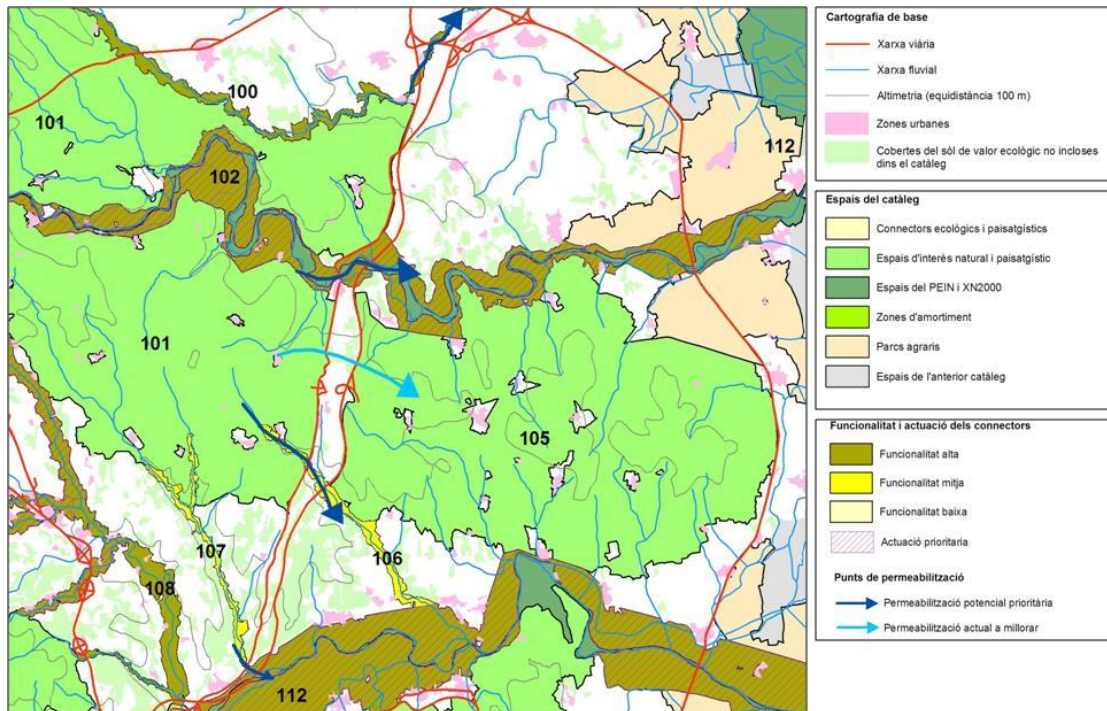 100
101
102
112
101
105
107
106
108
112
Cartografia de base
Xarxa viària
Xarxa fluvial
Altimetria (equidistància 100 m)
Zones urbanes
Cobertes del sòl de valor ecològic no incloses
dins el catàleg
Espais del catàleg
Connectors ecològics i paisatgístics
Espais d'interès natural i paisatgístic
Espais del PEIN i XN2000
Zones d'amortiment
Parcs agraris
Espais de l'anterior catàleg
Funcionalitat i actuació dels connectors
Funcionalitat alta
Funcionalitat mitja
Funcionalitat baixa
Actuació prioritaria
Punts de permeabilització
Permeabilització potencial prioritària
Permeabilització actual a millorar